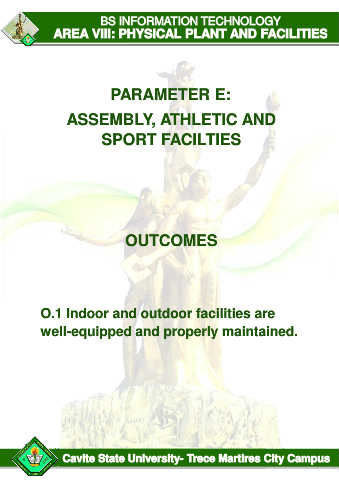 BS INFORMATION TECHNOLOGY
AREA VIII: PHYSICAL PLANT AND FACILITIES
PARAMETER E:
ASSEMBLY, ATHLETIC AND
SPORT FACILTIES
OUTCOMES
O.1 Indoor and outdoor facilities are
well-equipped and properly maintained.
Cavite State University- Trece Martires City Campus